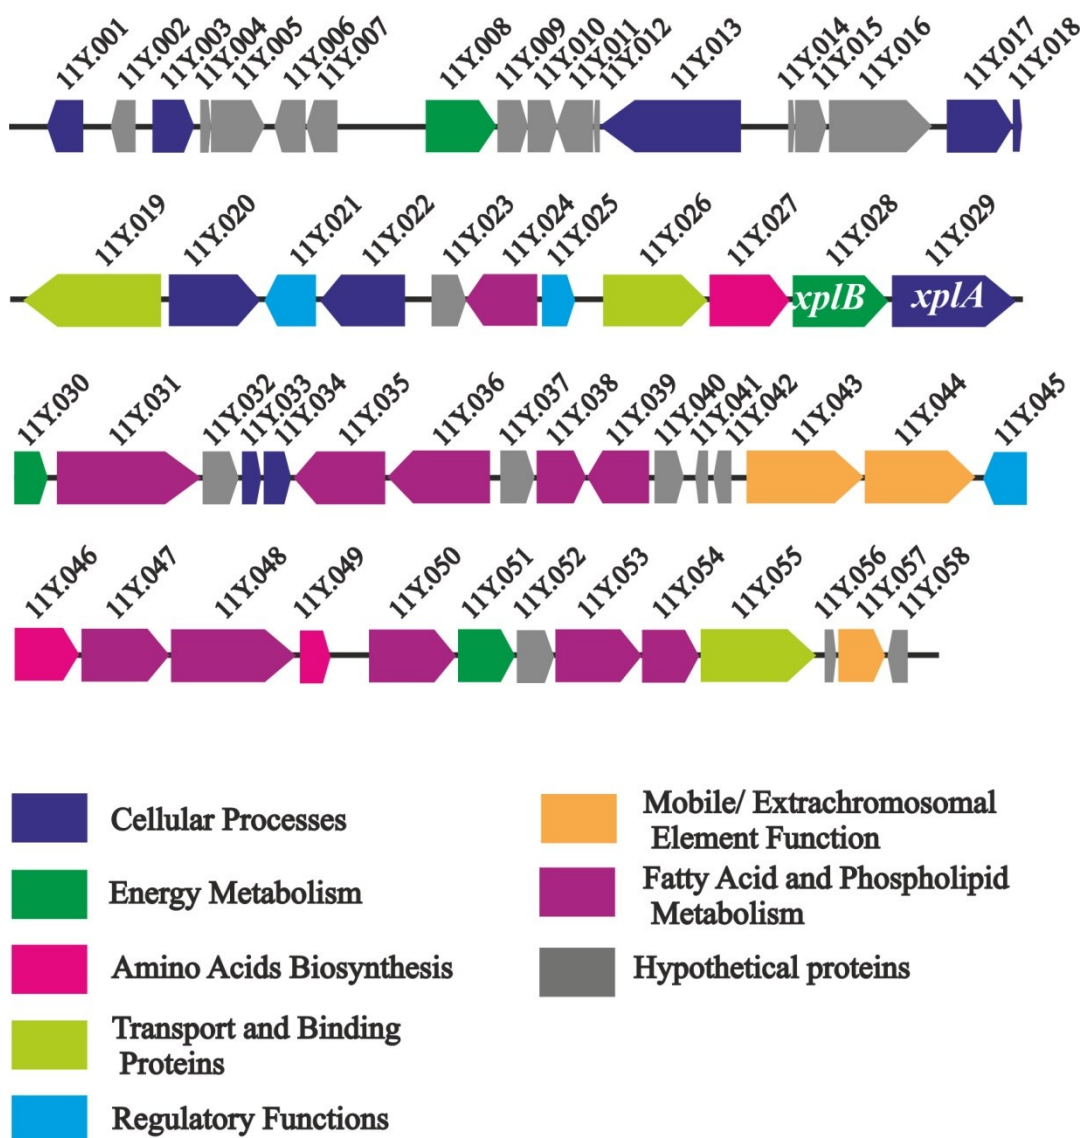 11Y.001 11Y.002 11Y.003 11Y.004 11Y.005 11Y.006 11Y.007 11Y.008 11Y.009 11Y.010 11Y.011 11Y.012 11Y.013 11Y.014 11Y.015 11Y.016 11Y.017 11Y.018
11Y.019 11Y.020 11Y.021 11Y.022 11Y.023 11Y.024 11Y.025 11Y.026 11Y.027 11Y.028 11Y.029
xplB xplA
11Y.030 11Y.031 11Y.032 11Y.033 11Y.034 11Y.035 11Y.036 11Y.037 11Y.038 11Y.039 11Y.040 11Y.041 11Y.042 11Y.043 11Y.044 11Y.045
11Y.046 11Y.047 11Y.048 11Y.049 11Y.050 11Y.051 11Y.052 11Y.053 11Y.054 11Y.055 11Y.056 11Y.057 11Y.058
Cellular Processes
Energy Metabolism
Amino Acids Biosynthesis
Transport and Binding
Proteins
Regulatory Functions
Mobile/ Extrachromosomal
Element Function
Fatty Acid and Phospholipid
Metabolism
Hypothetical proteins